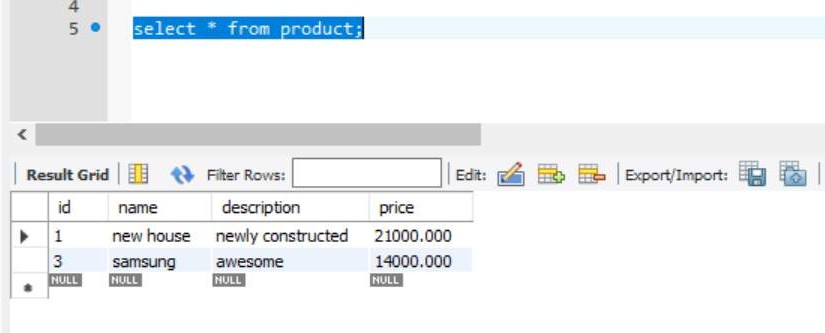 4
5 select * from product;
Result Grid Filter Rows: Edit: Export/Import:
id name description price
1 new house newly constructed 21000.000
3 samsung awesome 14000.000
NULL NULL NULL NULL